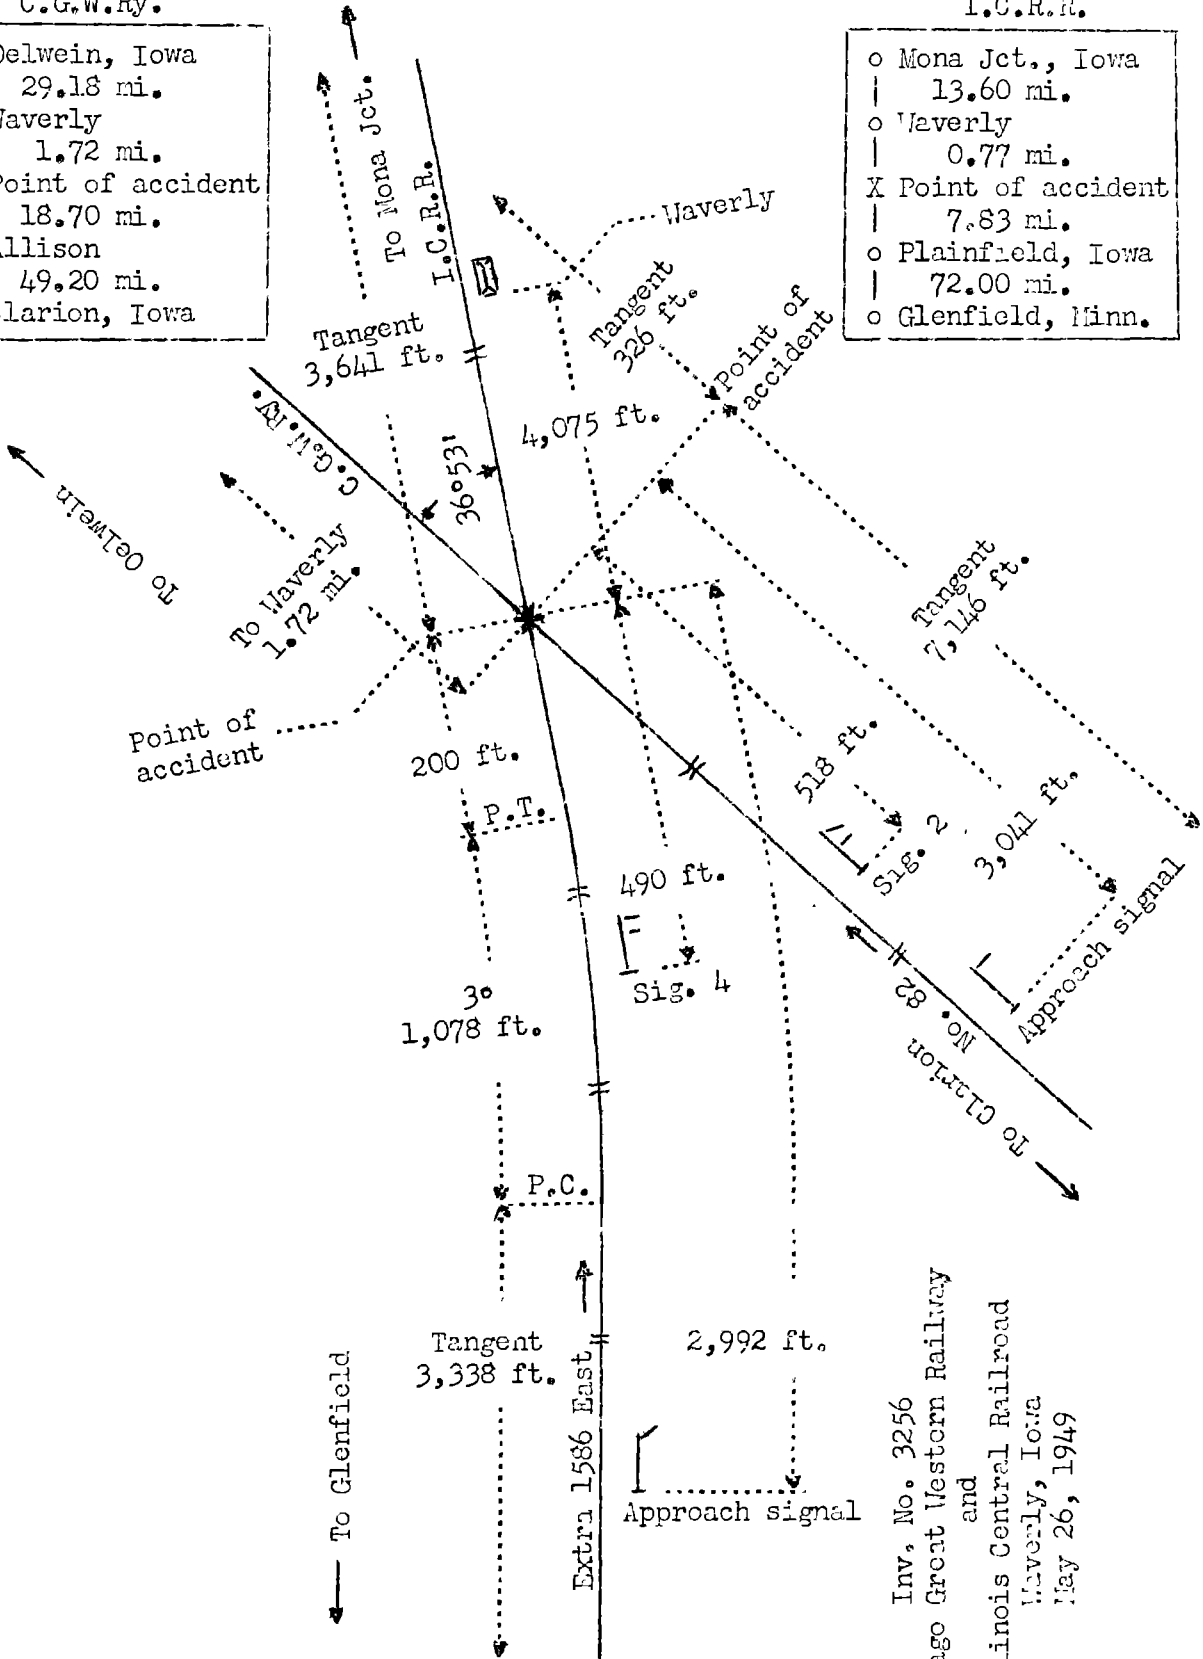 C.G.W.Ry.
Oelwein, Iowa
29.18 mi.
Waverly
1.72 mi.
Point of accident
18.70 mi.
Allison
49.20 mi.
Clarion, Iowa
I.C.R.R.
o Mona Jct., Iowa
13.60 mi.
o Waverly
0.77 mi.
X Point of accident
7.83 mi.
o Plainfield, Iowa
72.00 mi.
o Glenfield, Minn.
To Mona Jct.
I.C.R.R.
Waverly
Tangent
3,641 ft.
Tangent
326 ft.
Point of
accident
4,075 ft.
C.G.W.Ry.
36°53'
To Oelwein
To Waverly
1.72 mi.
Tangent
7,146 ft.
Point of
accident
200 ft.
P.T.
518 ft.
Sig. 2
3,041 ft.
Approach signal
490 ft.
Sig. 4
No. 82
To Clarion
3°
1,078 ft.
P.C.
Tangent
3,338 ft.
2,992 ft.
To Glenfield
Extra 1586 East
Approach signal
Inv. No. 3256
ago Great Western Railway
and
linois Central Railroad
Waverly, Iowa
May 26, 1949